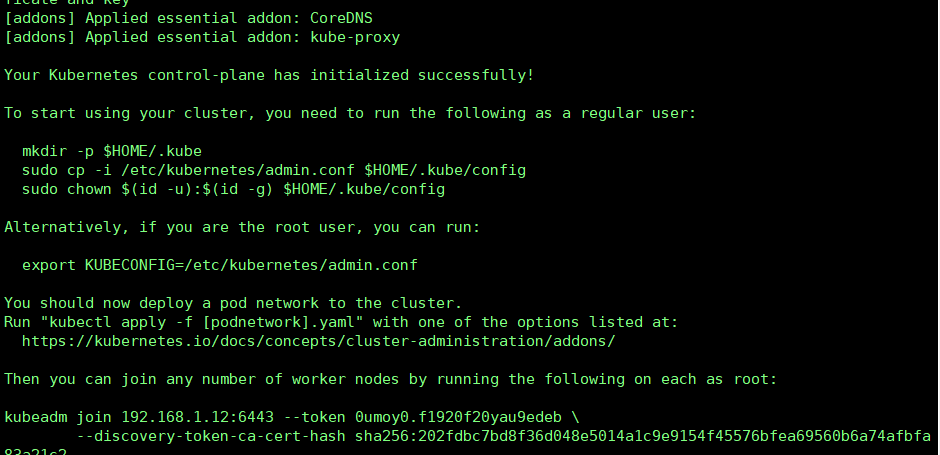 ficate and key
[addons] Applied essential addon: CoreDNS
[addons] Applied essential addon: kube-proxy
Your Kubernetes control-plane has initialized successfully!
To start using your cluster, you need to run the following as a regular user:
mkdir -p $HOME/.kube
sudo cp -i /etc/kubernetes/admin.conf $HOME/.kube/config
sudo chown $(id -u):$(id -g) $HOME/.kube/config
Alternatively, if you are the root user, you can run:
export KUBECONFIG=/etc/kubernetes/admin.conf
You should now deploy a pod network to the cluster.
Run "kubectl apply -f [podnetwork].yaml" with one of the options listed at:
https://kubernetes.io/docs/concepts/cluster-administration/addons/
Then you can join any number of worker nodes by running the following on each as root:
kubeadm join 192.168.1.12:6443 --token 0umoy0.f1920f20yau9edeb \
--discovery-token-ca-cert-hash sha256:202fdbc7bd8f36d048e5014a1c9e9154f45576bfea69560b6a74afbfa
83a21c2